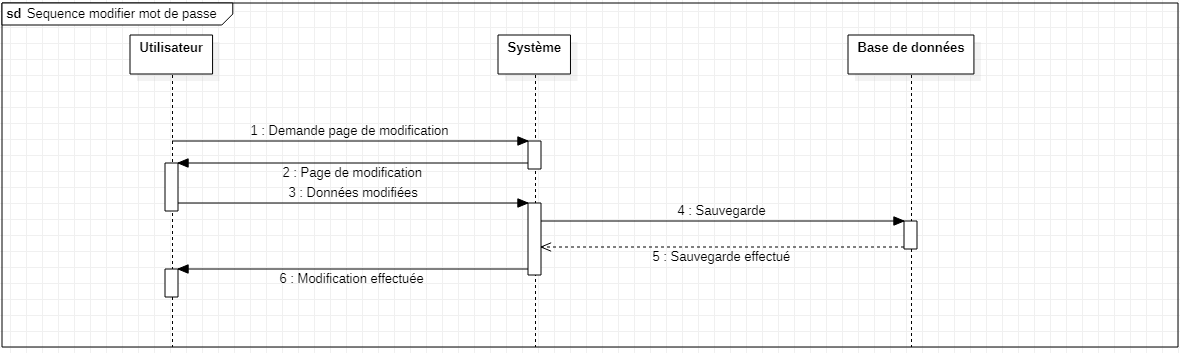 sd Sequence modifier mot de passe
Utilisateur
Système
Base de données
1 : Demande page de modification
2 : Page de modification
3 : Données modifiées
4 : Sauvegarde
5 : Sauvegarde effectué
6 : Modification effectuée